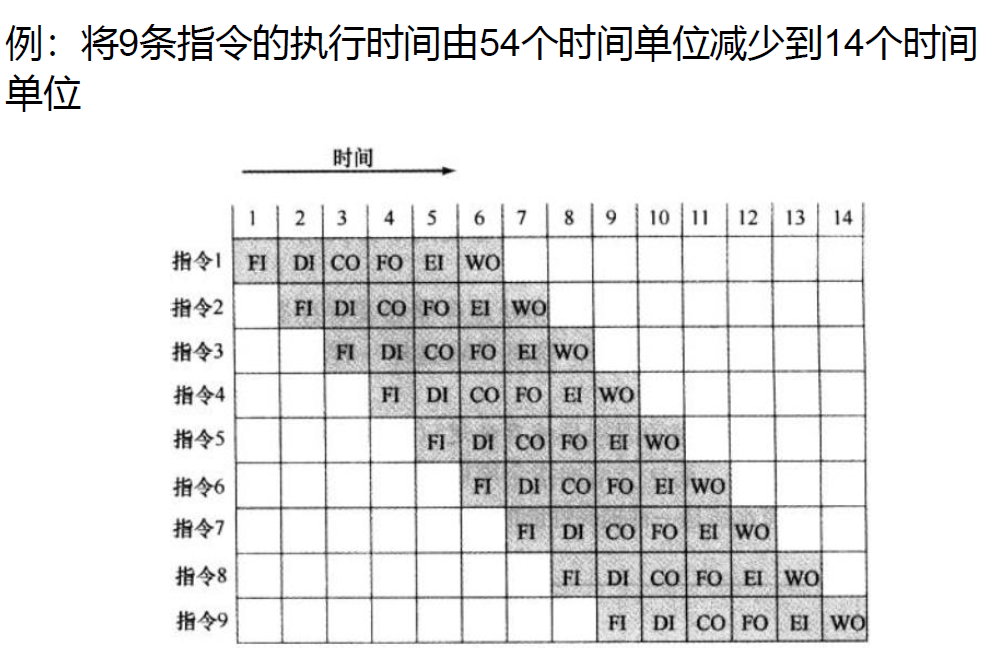 例：将9条指令的执行时间由54个时间单位减少到14个时间
单位
时间
1 2 3 4 5 6 7 8 9 10 11 12 13 14
指令1 FI DI CO FO EI WO
指令2 FI DI CO FO EI WO
指令3 FI DI CO FO EI WO
指令4 FI DI CO FO EI WO
指令5 FI DI CO FO EI WO
指令6 FI DI CO FO EI WO
指令7 FI DI CO FO EI WO
指令8 FI DI CO FO EI WO
指令9 FI DI CO FO EI WO